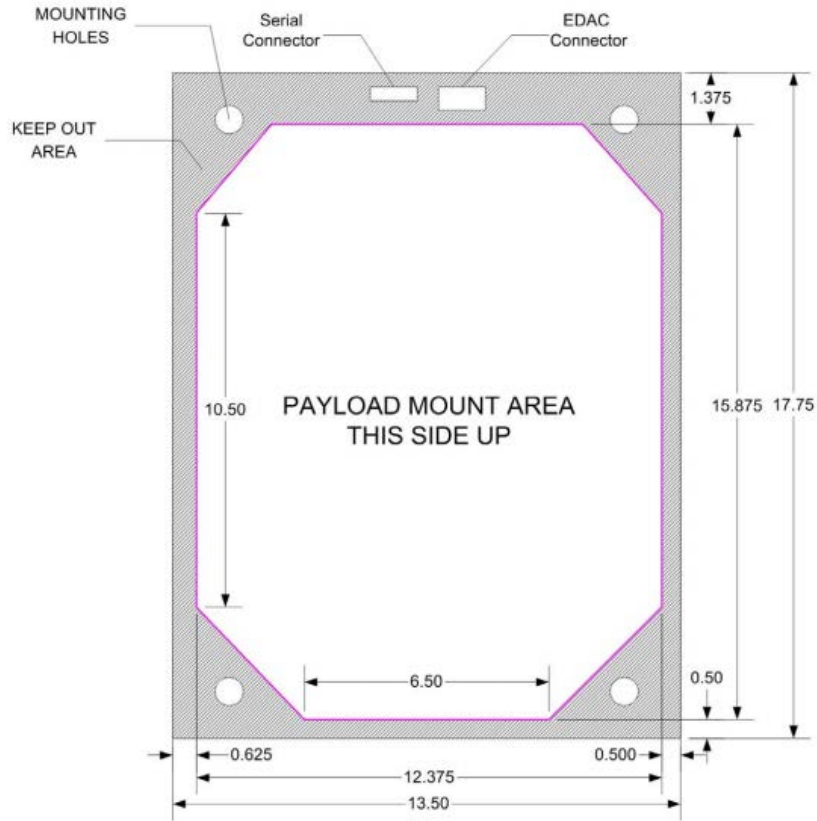 MOUNTING
HOLES
Serial
Connector
EDAC
Connector
1.375
KEEP OUT
AREA
10.50
PAYLOAD MOUNT AREA
THIS SIDE UP
15.875
17.75
6.50
0.50
0.625
0.500
12.375
13.50